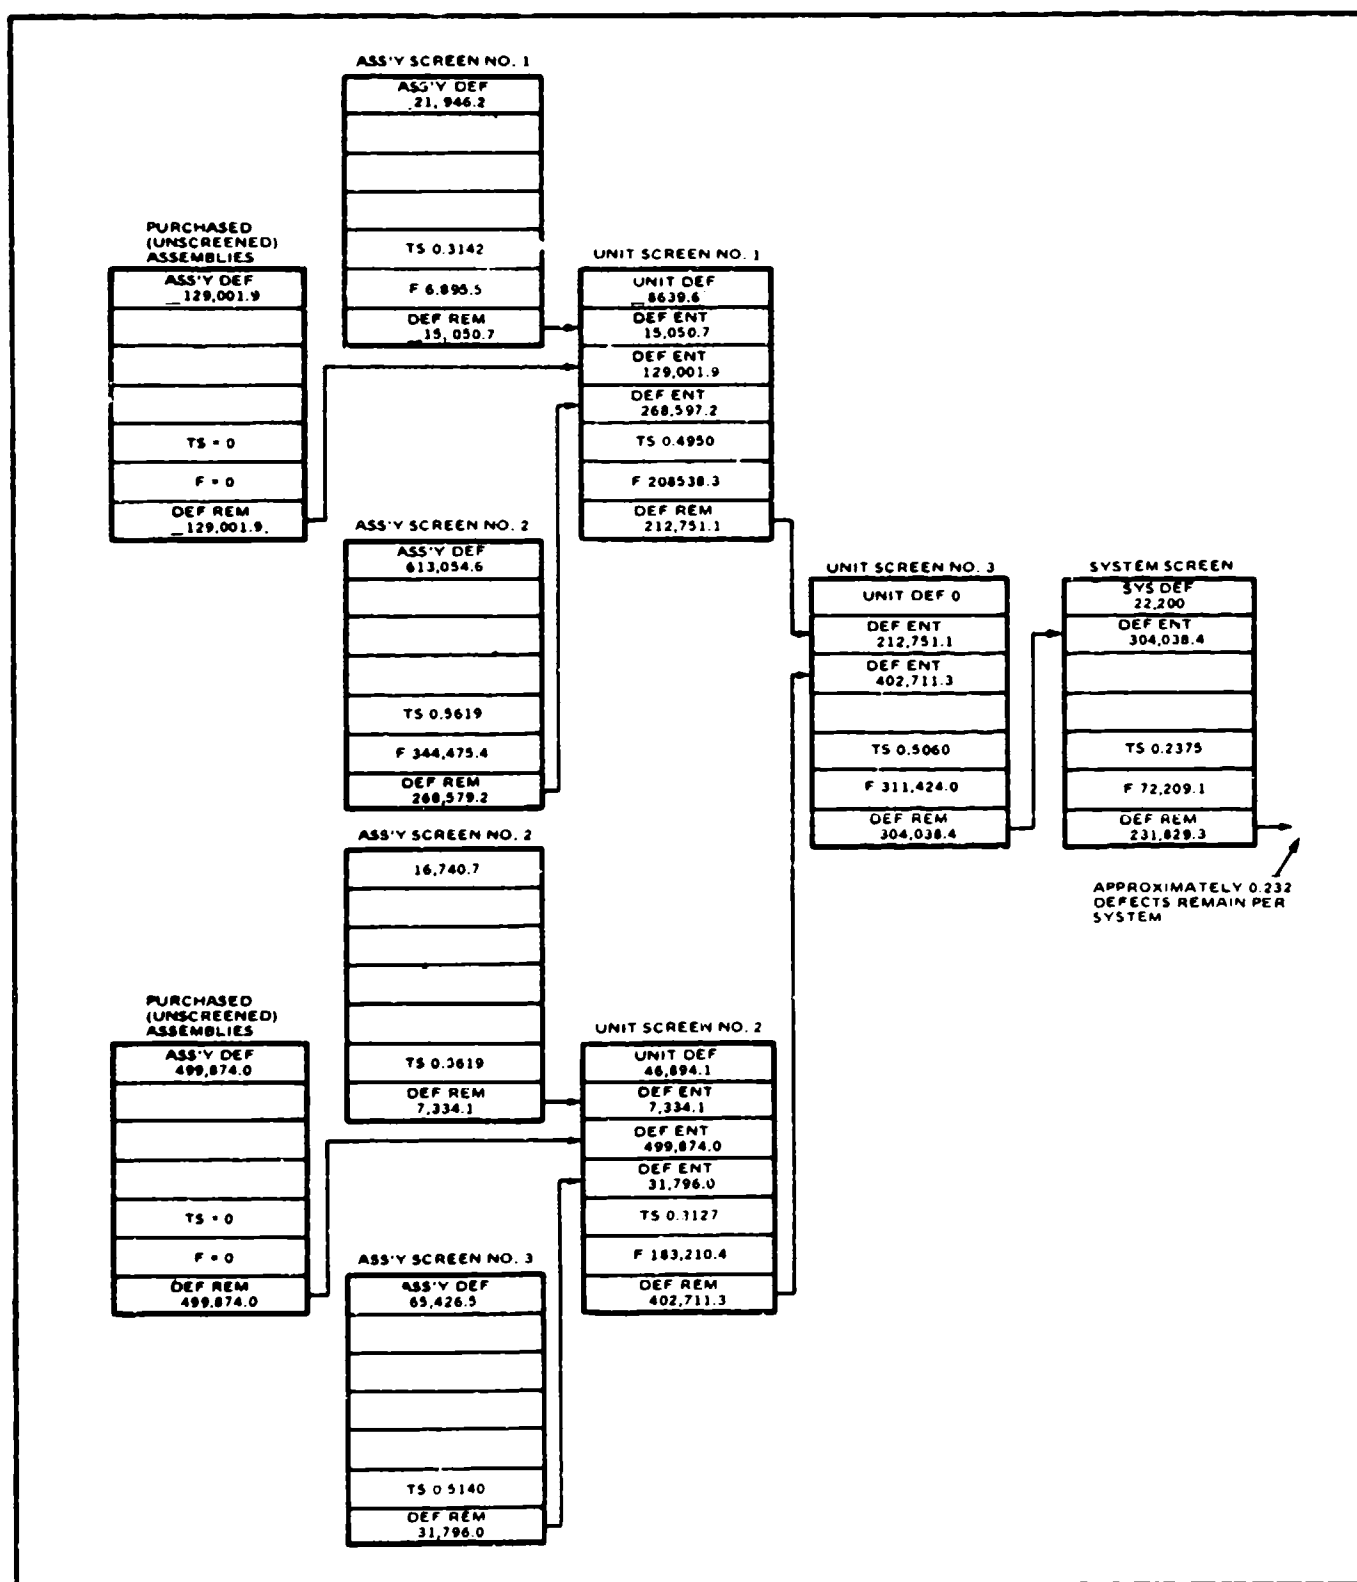 ASS'Y SCREEN NO. 1
ASS'Y DEF
21, 946.2
TS 0.3142
F 6.895.5
DEF REM
15, 050.7
PURCHASED
(UNSCREENED)
ASSEMBLIES
ASS'Y DEF
129,001.9
TS = 0
F = 0
DEF REM
129,001.9.
UNIT SCREEN NO. 1
UNIT DEF
8639.6
DEF ENT
15,050.7
DEF ENT
129,001.9
DEF ENT
268,597.2
TS 0.4950
F 208538.3
DEF REM
212,751.1
ASS'Y SCREEN NO. 2
ASS'Y DEF
613,054.6
TS 0.5619
F 344,475.4
DEF REM
268,579.2
UNIT SCREEN NO. 3
UNIT DEF 0
DEF ENT
212,751.1
DEF ENT
402,711.3
TS 0.5060
F 311,424.0
DEF REM
304,038.4
SYSTEM SCREEN
SYS DEF
22,200
DEF ENT
304,038.4
TS 0.2375
F 72,209.1
DEF REM
231,829.3
APPROXIMATELY 0.232
DEFECTS REMAIN PER
SYSTEM
ASS'Y SCREEN NO. 2
16,740.7
TS 0.3619
DEF REM
7,334.1
PURCHASED
(UNSCREENED)
ASSEMBLIES
ASS'Y DEF
499,874.0
TS = 0
F = 0
DEF REM
499,874.0
UNIT SCREEN NO. 2
UNIT DEF
46,894.1
DEF ENT
7,334.1
DEF ENT
499,874.0
DEF ENT
31,796.0
TS 0.3127
F 183,210.4
DEF REM
402,711.3
ASS'Y SCREEN NO. 3
ASS'Y DEF
65,426.5
TS 0.5140
DEF REM
31,796.0